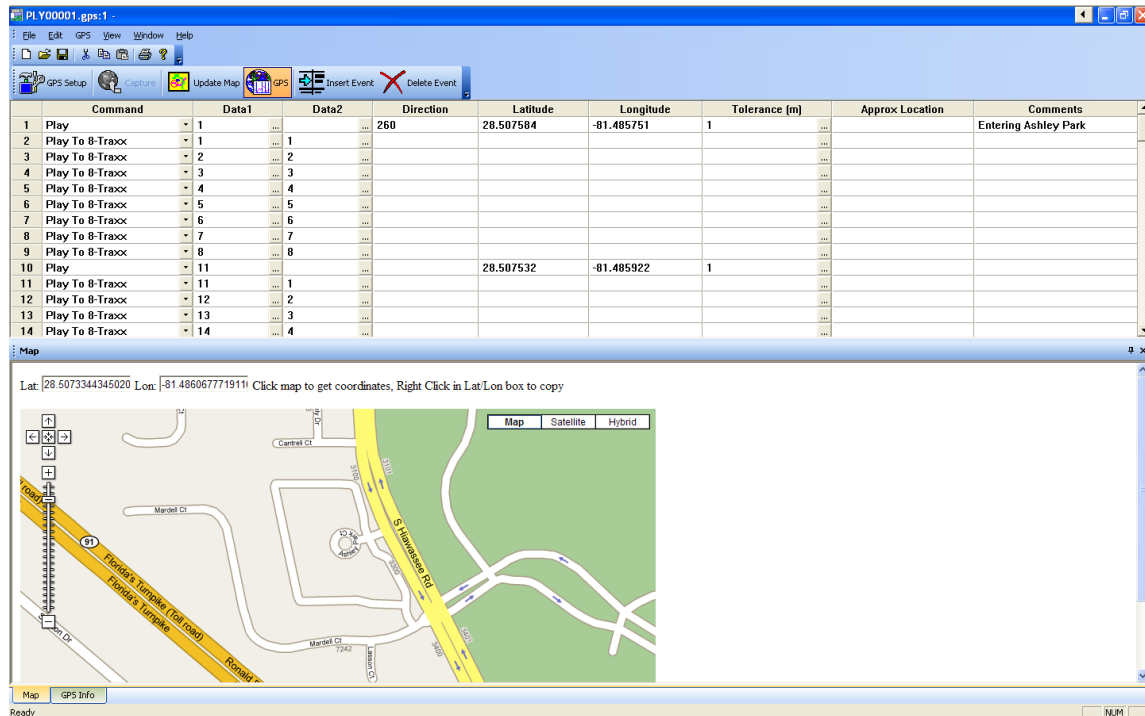 PLY00001.gps:1 -
File Edit GPS View Window Help
GPS Setup Capture Update Map GPS Insert Event Delete Event
Command Data1 Data2 Direction Latitude Longitude Tolerance [m] Approx Location Comments
1 Play 1 ... ... 260 28.507584 -81.485751 1 ... Entering Ashley Park
2 Play To 8-Traxx 1 ... 1 ... ...
3 Play To 8-Traxx 2 ... 2 ... ...
4 Play To 8-Traxx 3 ... 3 ... ...
5 Play To 8-Traxx 4 ... 4 ... ...
6 Play To 8-Traxx 5 ... 5 ... ...
7 Play To 8-Traxx 6 ... 6 ... ...
8 Play To 8-Traxx 7 ... 7 ... ...
9 Play To 8-Traxx 8 ... 8 ... ...
10 Play 11 ... ... 28.507532 -81.485922 1 ...
11 Play To 8-Traxx 11 ... 1 ... ...
12 Play To 8-Traxx 12 ... 2 ... ...
13 Play To 8-Traxx 13 ... 3 ... ...
14 Play To 8-Traxx 14 ... 4 ... ...
Map
Lat: 28.5073344345020 Lon: -81.486067771911 Click map to get coordinates, Right Click in Lat/Lon box to copy
Map Satellite Hybrid
Cantrell Ct
3100
3101
Mardell Ct
S Hiawassee Rd
Ashley Park Ct
3300
91
Florida's Turnpike (Toll road)
Florida's Turnpike
Mardell Ct
7242
Lasson Ct
3401
3400
Ronald
Map GPS Info
Ready NUM